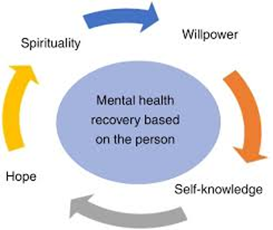 Spirituality
Willpower
Mental health
recovery based
on the person
Hope
Self-knowledge